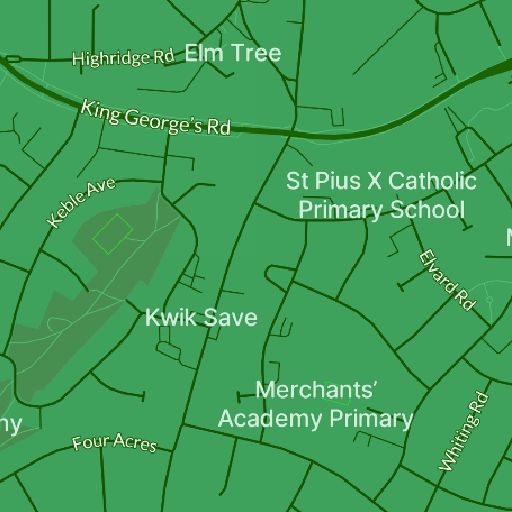 Elm Tree
Highridge Rd
King George's Rd
St Pius X Catholic
Primary School
Keble Ave
Elvard Rd
Kwik Save
Merchants'
Academy Primary
Whiting Rd
Four Acres